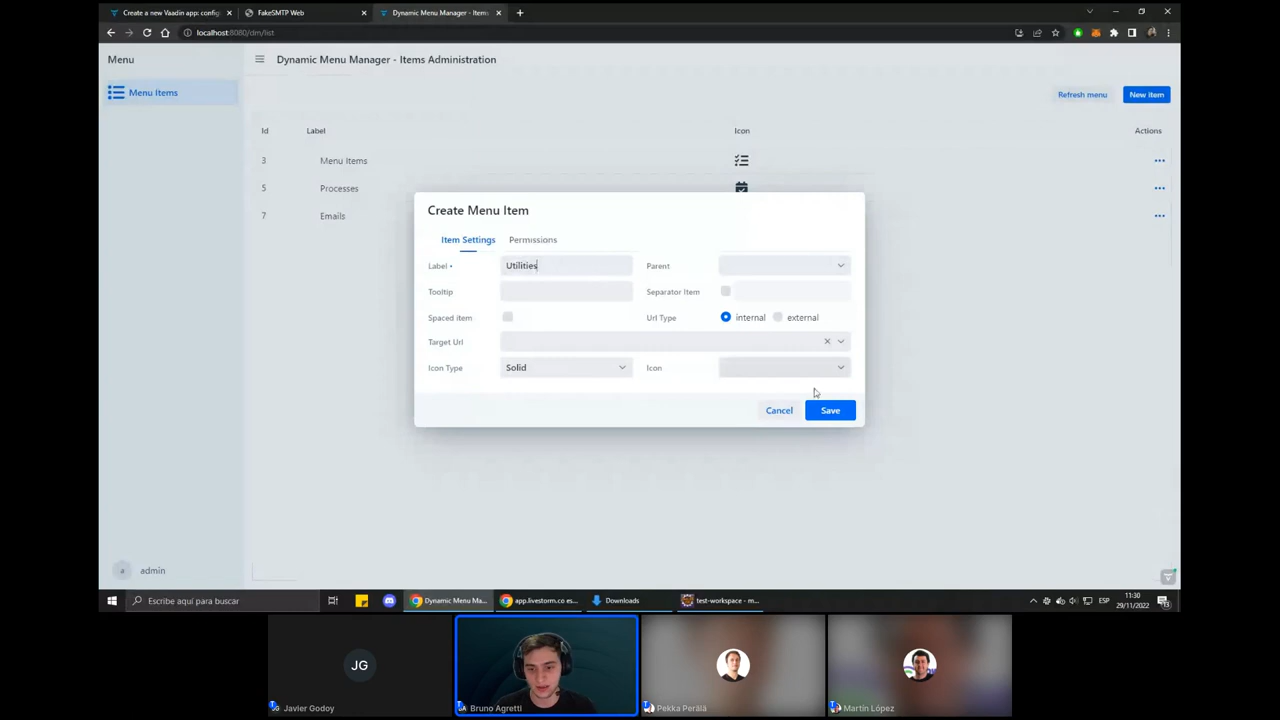 Create a new Vaadin app: config
FakeSMTP Web
Dynamic Menu Manager - Items
localhost:8080/dm/list
Menu
Dynamic Menu Manager - Items Administration
Menu Items
Refresh menu
New item
Id
Label
Icon
Actions
3
Menu Items
5
Processes
7
Emails
Create Menu Item
Item Settings
Permissions
Label •
Utilities
Parent
Tooltip
Separator Item
Spaced item
Url Type
internal
external
Target Url
Icon Type
Solid
Icon
Cancel
Save
a
admin
Escribe aquí para buscar
Dynamic Menu Ma...
app.livestorm.co es...
Downloads
test-workspace - m...
ESP
11:30
29/11/2022
JG
Javier Godoy
Bruno Agretti
Pekka Perälä
Martín López